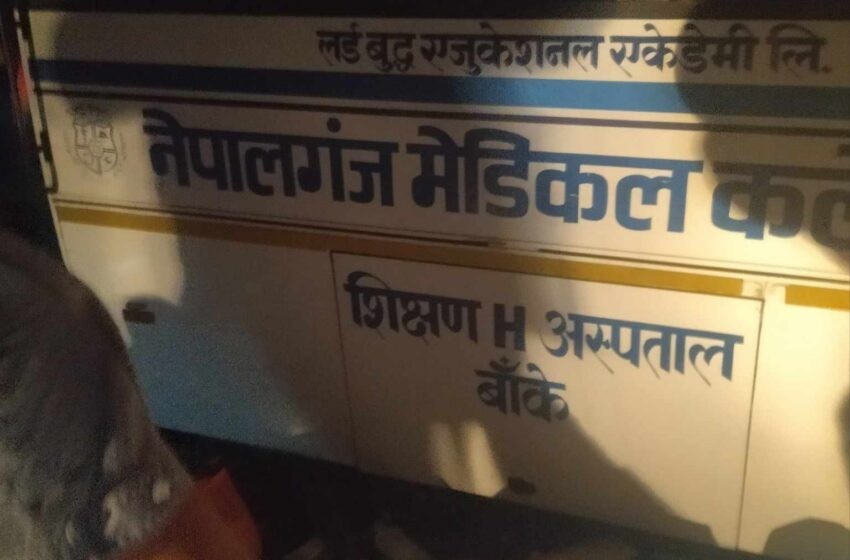 लर्ड बुद्ध एजुकेशनल एकेडेमी लि.
नेपालगंज मेडिकल कले
शिक्षण H अस्पताल
बाँके